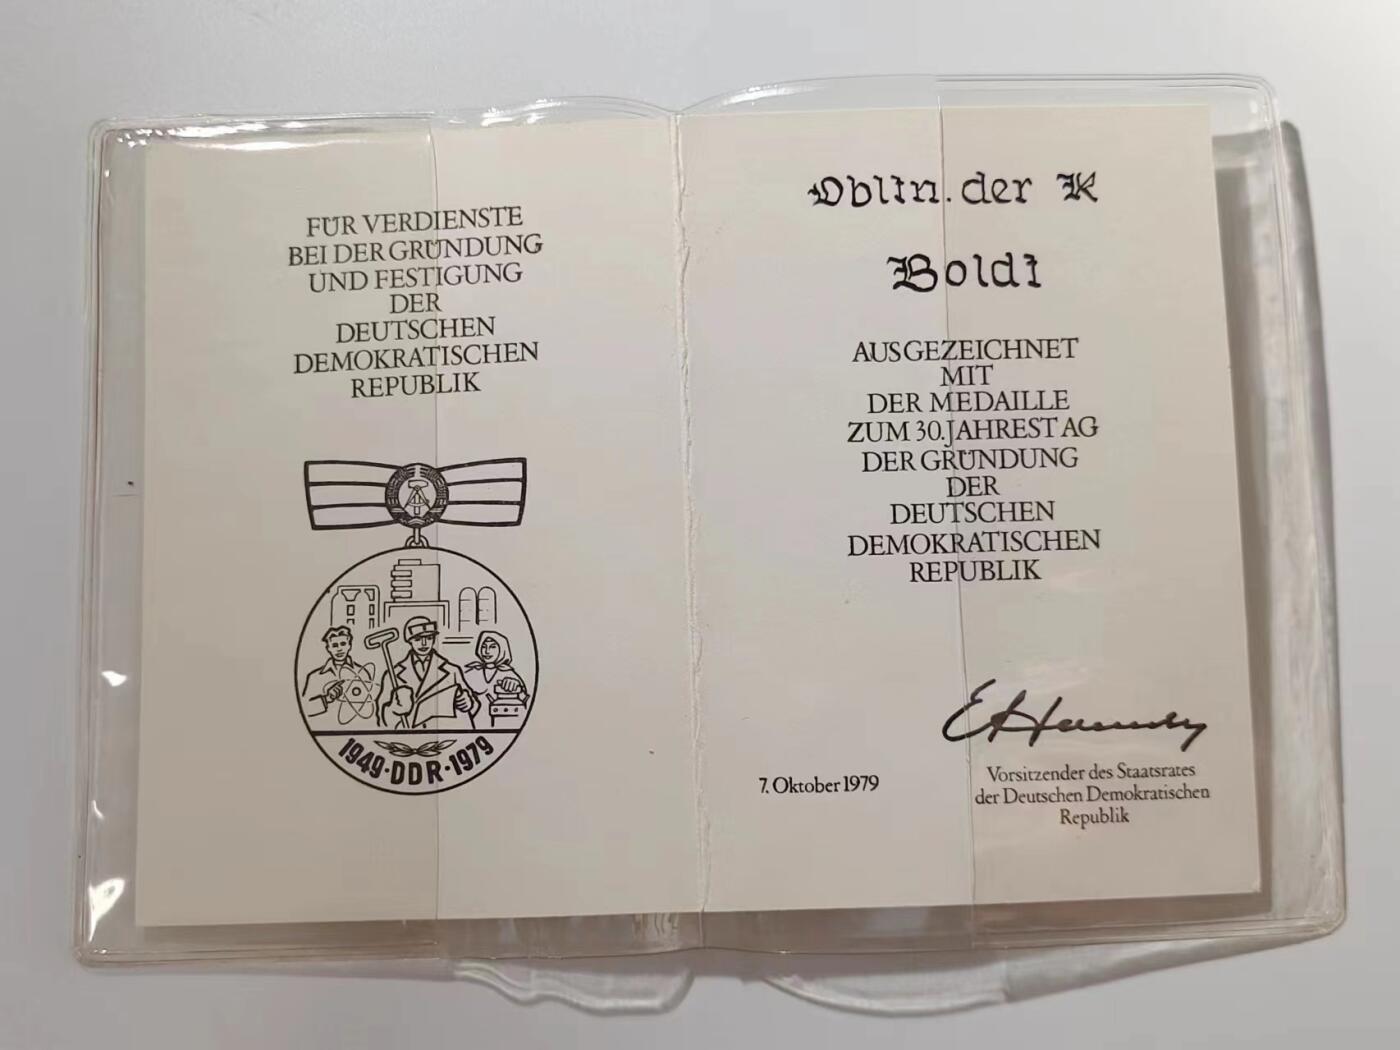 FÜR VERDIENSTE
BEI DER GRÜNDUNG
UND FESTIGUNG
DER
DEUTSCHEN
DEMOKRATISCHEN
REPUBLIK
1949·DDR·1979
Obltn. der K
Boldt
AUSGEZEICHNET
MIT
DER MEDAILLE
ZUM 30. JAHRESTAG
DER GRÜNDUNG
DER
DEUTSCHEN
DEMOKRATISCHEN
REPUBLIK
7. Oktober 1979
Vorsitzender des Staatsrates
der Deutschen Demokratischen
Republik